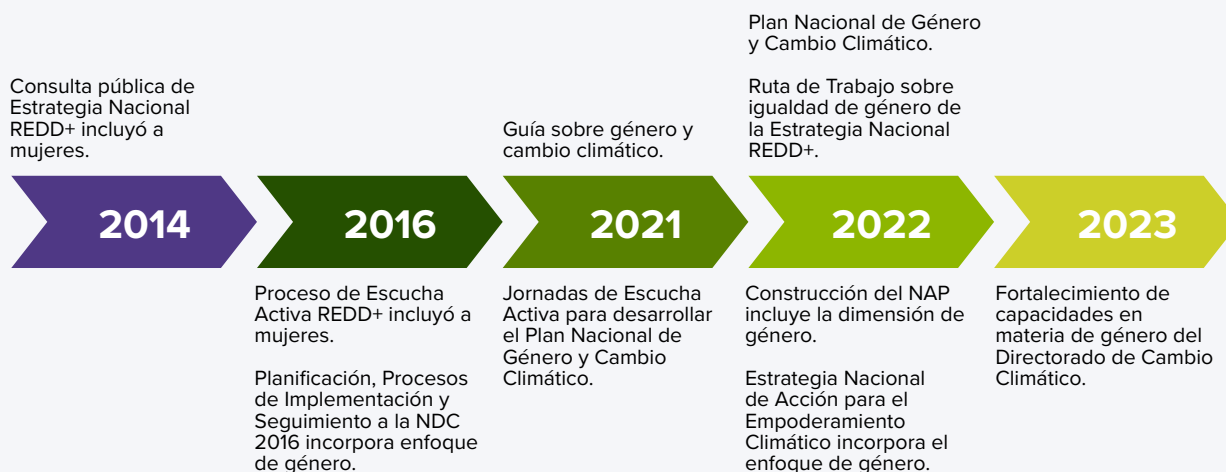 Consulta pública de
Estrategia Nacional
REDD+ incluyó a
mujeres.
2014
2016
Proceso de Escucha
Activa REDD+ incluyó a
mujeres.
Planificación, Procesos
de Implementación y
Seguimiento a la NDC
2016 incorpora enfoque
de género.
Guía sobre género y
cambio climático.
2021
Jornadas de Escucha
Activa para desarrollar
el Plan Nacional de
Género y Cambio
Climático.
Plan Nacional de Género
y Cambio Climático.
Ruta de Trabajo sobre
igualdad de género de
la Estrategia Nacional
REDD+.
2022
Construcción del NAP
incluye la dimensión de
género.
Estrategia Nacional
de Acción para el
Empoderamiento
Climático incorpora el
enfoque de género.
2023
Fortalecimiento de
capacidades en
materia de género del
Directorado de Cambio
Climático.